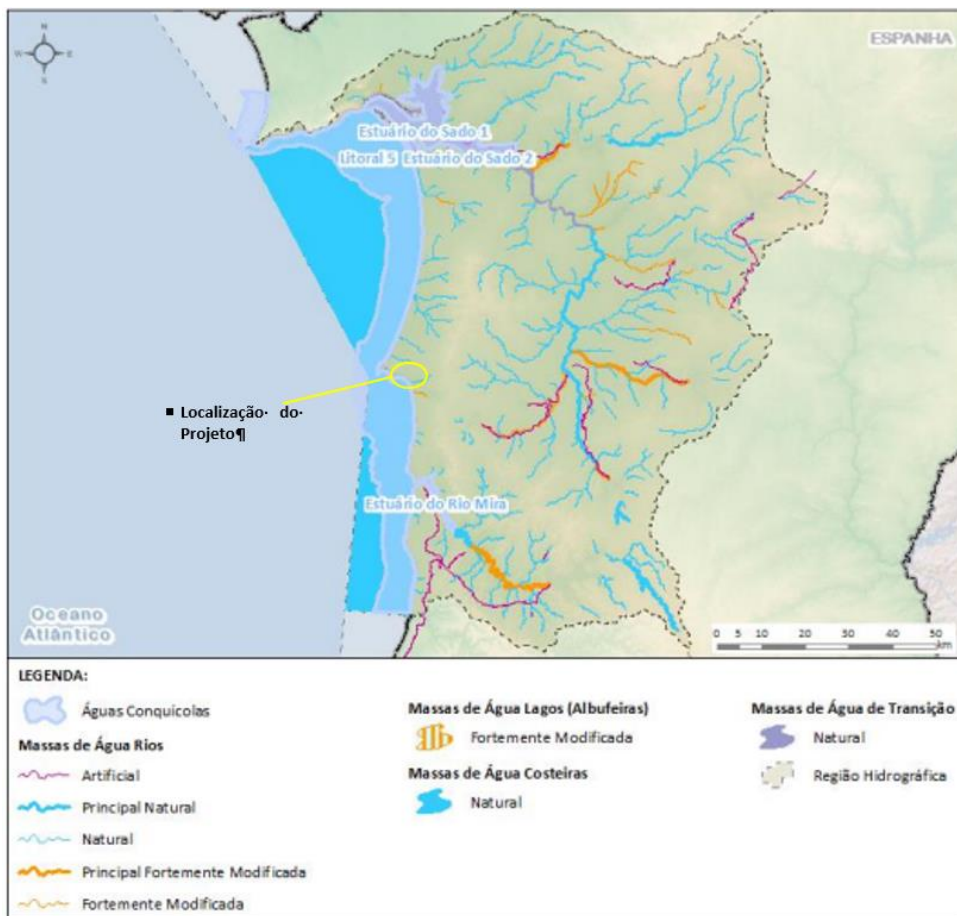 N
W
E
S
ESPANHA
Estuário do Sado 1
Litoral 5 Estuário do Sado 2
▪ Localização· do·
Projeto¶
Estuário do Rio Mira
Oceano
Atlântico
0 5 10 20 30 40 50
km
LEGENDA:
Águas Conquícolas
Massas de Água Rios
Artificial
Principal Natural
Natural
Principal Fortemente Modificada
Fortemente Modificada
Massas de Água Lagos (Albufeiras)
Fortemente Modificada
Massas de Água Costeiras
Natural
Massas de Água de Transição
Natural
Região Hidrográfica